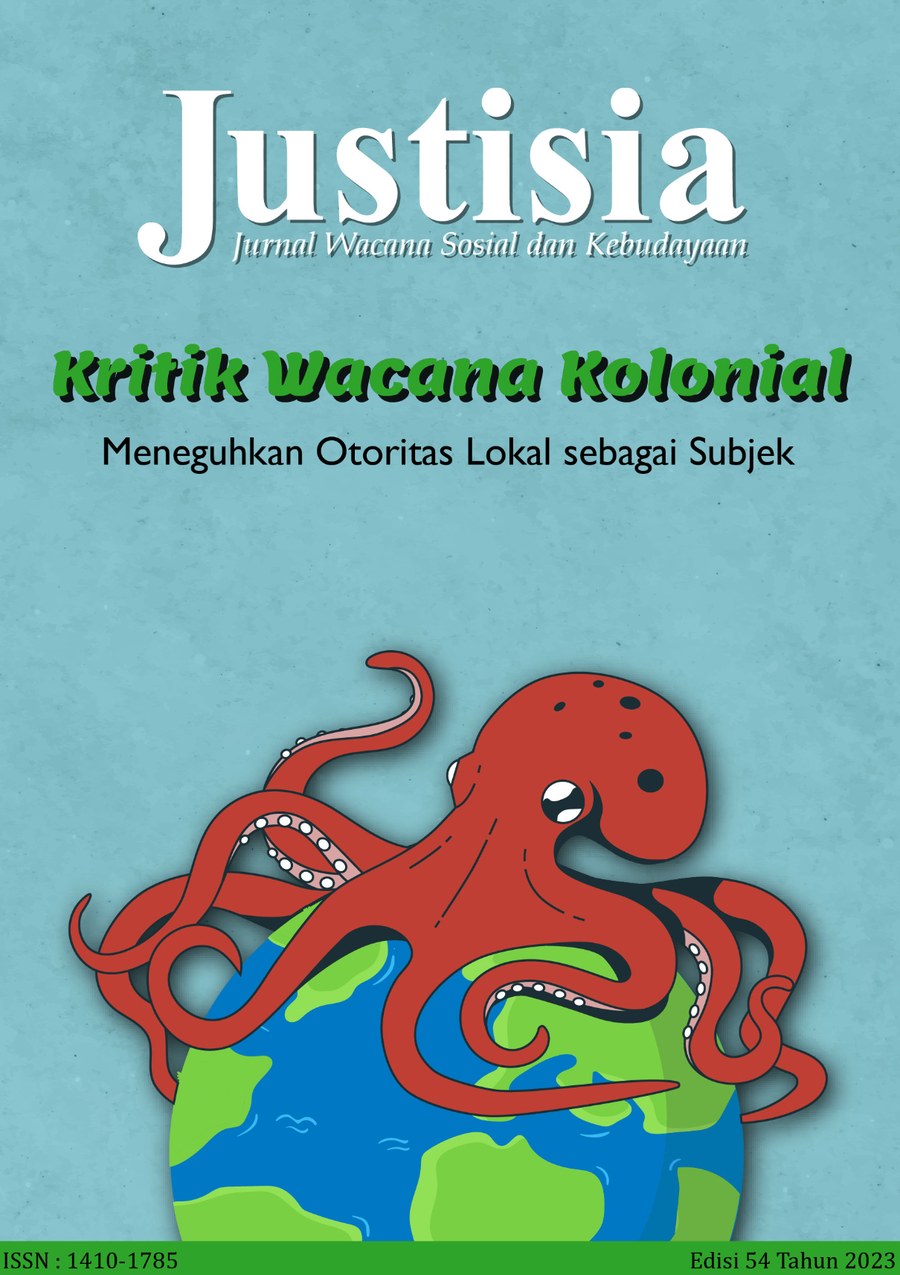 Justisia
Jurnal Wacana Sosial dan Kebudayaan
Kritik Wacana Kolonial
Meneguhkan Otoritas Lokal sebagai Subjek
ISSN : 1410-1785
Edisi 54 Tahun 2023